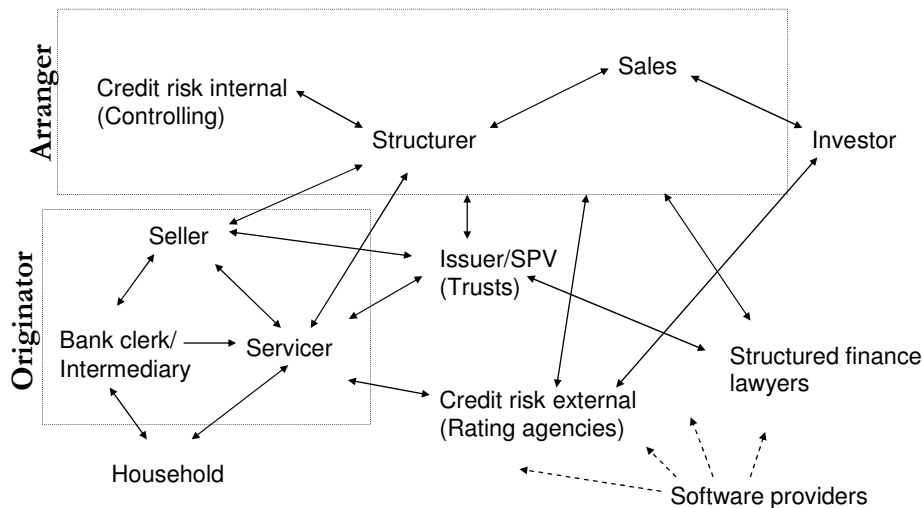 Arranger
Sales
Credit risk internal
(Controlling)
Structurer
Investor
Originator
Seller
Issuer/SPV
(Trusts)
Bank clerk/
Intermediary
Servicer
Structured finance
lawyers
Credit risk external
(Rating agencies)
Household
Software providers